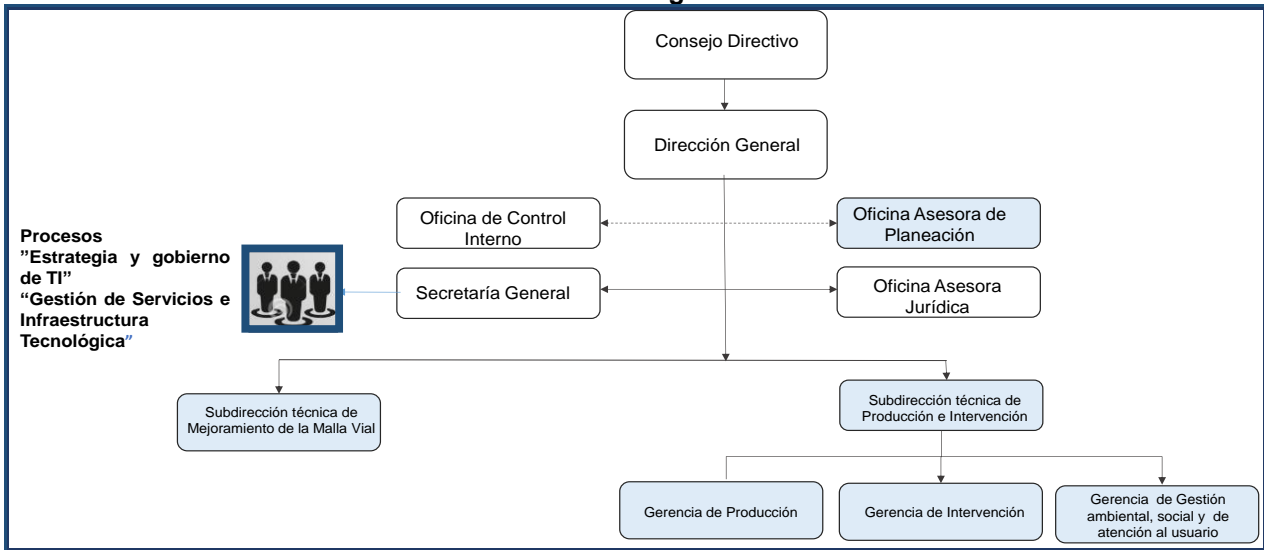 Consejo Directivo
Dirección General
Oficina de Control
Interno
Oficina Asesora de
Planeación
Procesos
”Estrategia y gobierno
de TI”
“Gestión de Servicios e
Infraestructura
Tecnológica”
Secretaría General
Oficina Asesora
Jurídica
Subdirección técnica de
Mejoramiento de la Malla Vial
Subdirección técnica de
Producción e Intervención
Gerencia de Producción
Gerencia de Intervención
Gerencia de Gestión
ambiental, social y de
atención al usuario